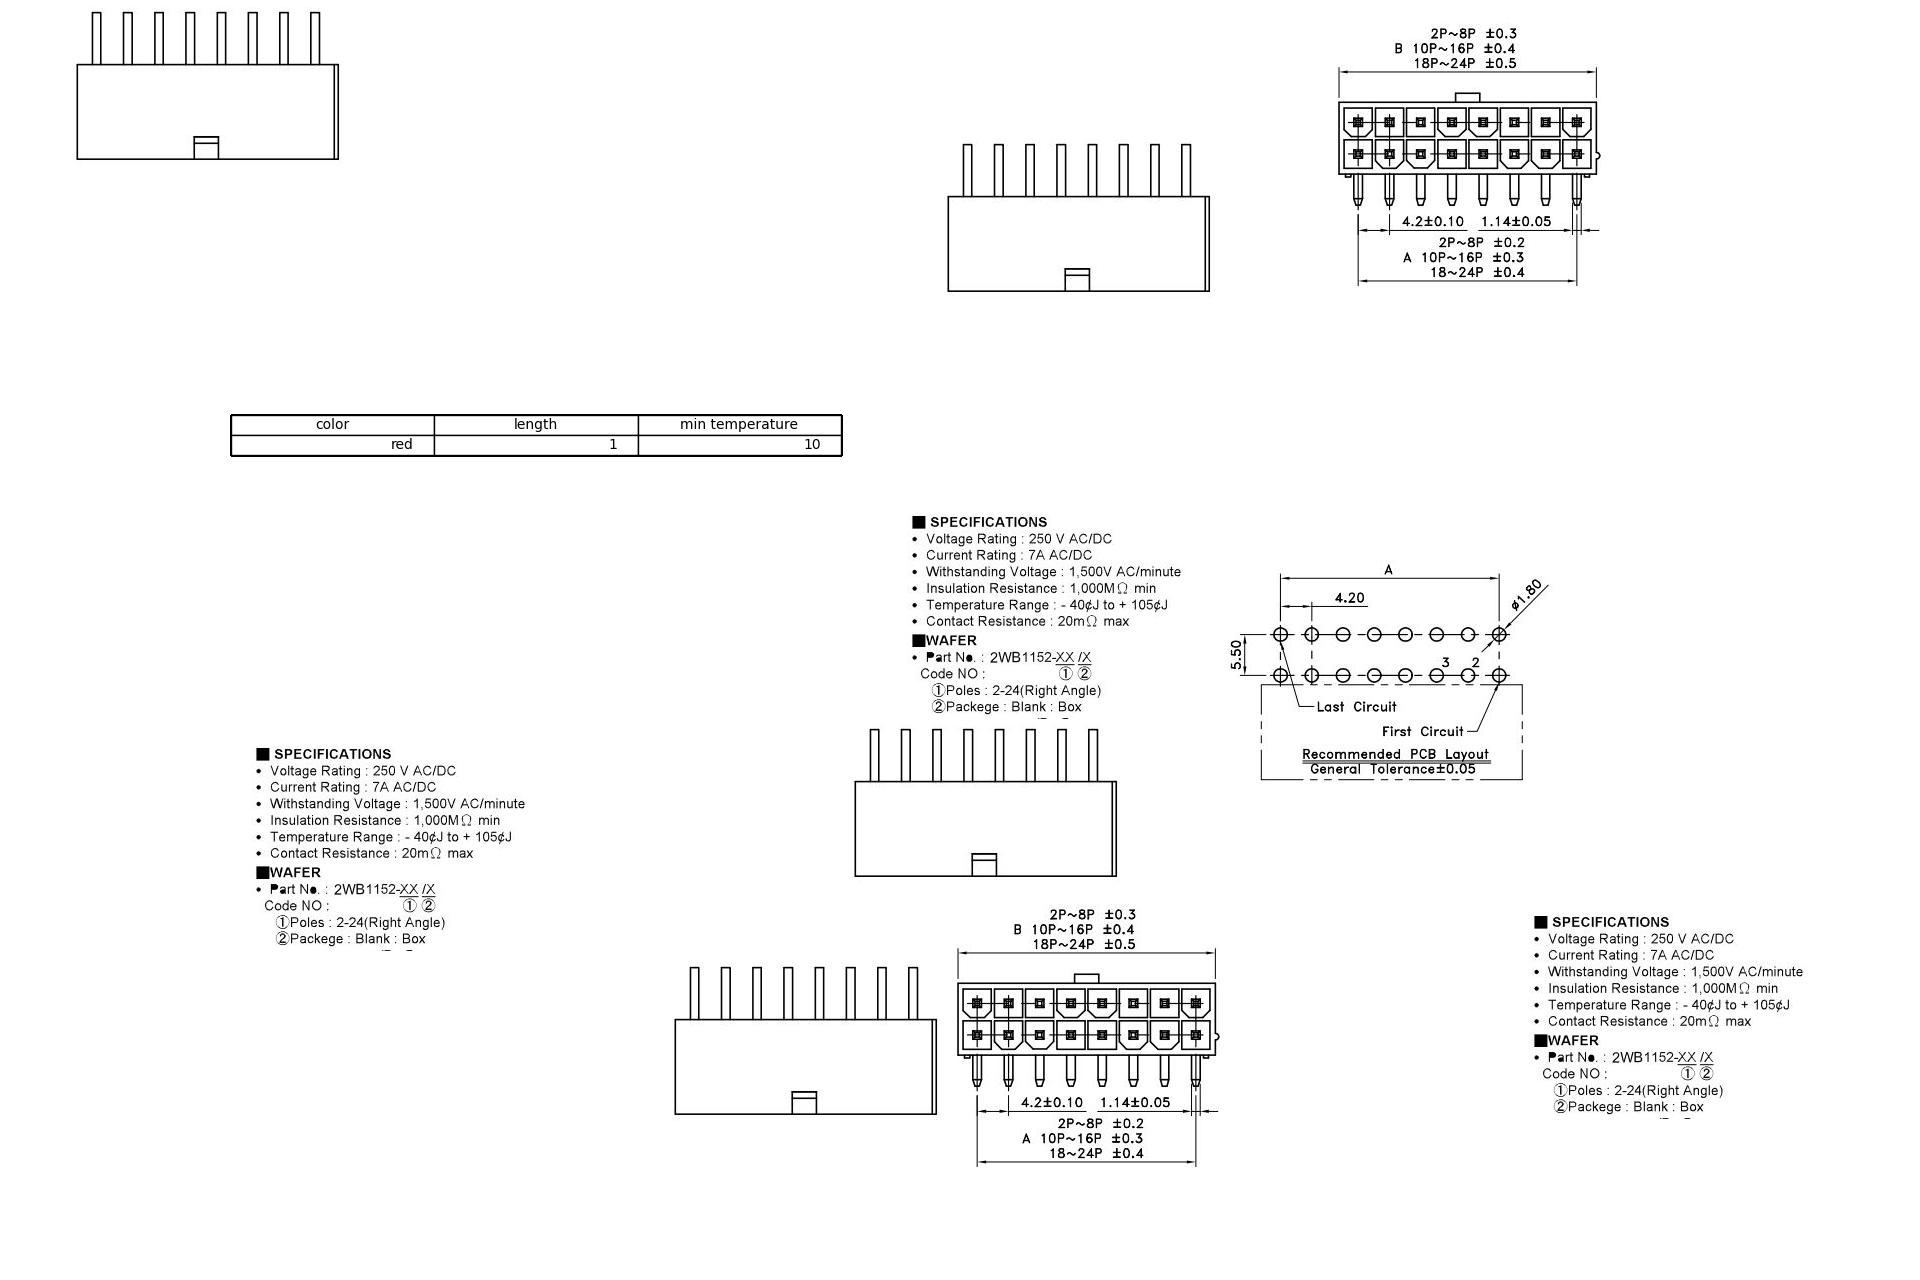 2P~8P ±0.3
B 10P~16P ±0.4
18P~24P ±0.5
4.2±0.10 1.14±0.05
2P~8P ±0.2
A 10P~16P ±0.3
18~24P ±0.4
color length min temperature
red 1 10
■ SPECIFICATIONS
• Voltage Rating : 250 V AC/DC
• Current Rating : 7A AC/DC
• Withstanding Voltage : 1,500V AC/minute
• Insulation Resistance : 1,000MΩ min
• Temperature Range : - 40¢J to + 105¢J
• Contact Resistance : 20mΩ max
■WAFER
• Part No. : 2WB1152-XX /X
Code NO : ① ②
①Poles : 2-24(Right Angle)
②Packege : Blank : Box
A
4.20
ø1.80
5.50
3 2
Last Circuit
First Circuit
Recommended PCB Layout
General Tolerance±0.05
■ SPECIFICATIONS
• Voltage Rating : 250 V AC/DC
• Current Rating : 7A AC/DC
• Withstanding Voltage : 1,500V AC/minute
• Insulation Resistance : 1,000MΩ min
• Temperature Range : - 40¢J to + 105¢J
• Contact Resistance : 20mΩ max
■WAFER
• Part No. : 2WB1152-XX /X
Code NO : ① ②
①Poles : 2-24(Right Angle)
②Packege : Blank : Box
2P~8P ±0.3
B 10P~16P ±0.4
18P~24P ±0.5
4.2±0.10 1.14±0.05
2P~8P ±0.2
A 10P~16P ±0.3
18~24P ±0.4
■ SPECIFICATIONS
• Voltage Rating : 250 V AC/DC
• Current Rating : 7A AC/DC
• Withstanding Voltage : 1,500V AC/minute
• Insulation Resistance : 1,000MΩ min
• Temperature Range : - 40¢J to + 105¢J
• Contact Resistance : 20mΩ max
■WAFER
• Part No. : 2WB1152-XX /X
Code NO : ① ②
①Poles : 2-24(Right Angle)
②Packege : Blank : Box